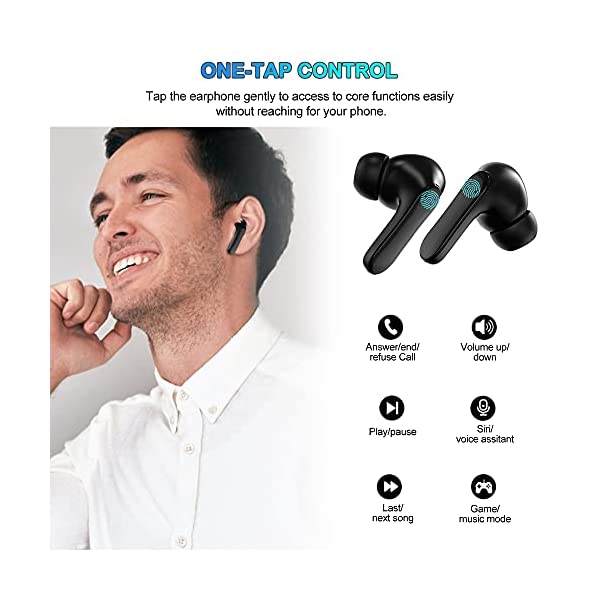 ONE-TAP CONTROL
Tap the earphone gently to access to core functions easily
without reaching for your phone.
Answer/end/
refuse Call
Volume up/
down
Play/pause
Siri/
voice assitant
Last/
next song
Game/
music mode